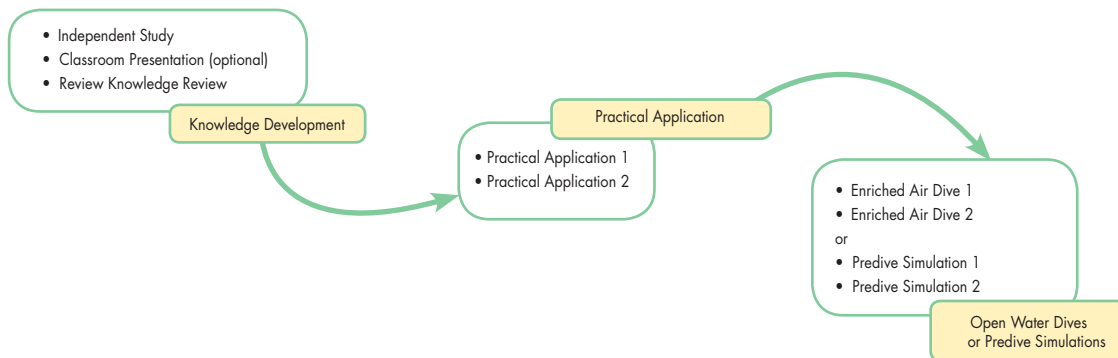 • Independent Study
• Classroom Presentation (optional)
• Review Knowledge Review
Knowledge Development
Practical Application
• Practical Application 1
• Practical Application 2
• Enriched Air Dive 1
• Enriched Air Dive 2
or
• Predive Simulation 1
• Predive Simulation 2
Open Water Dives
or Predive Simulations